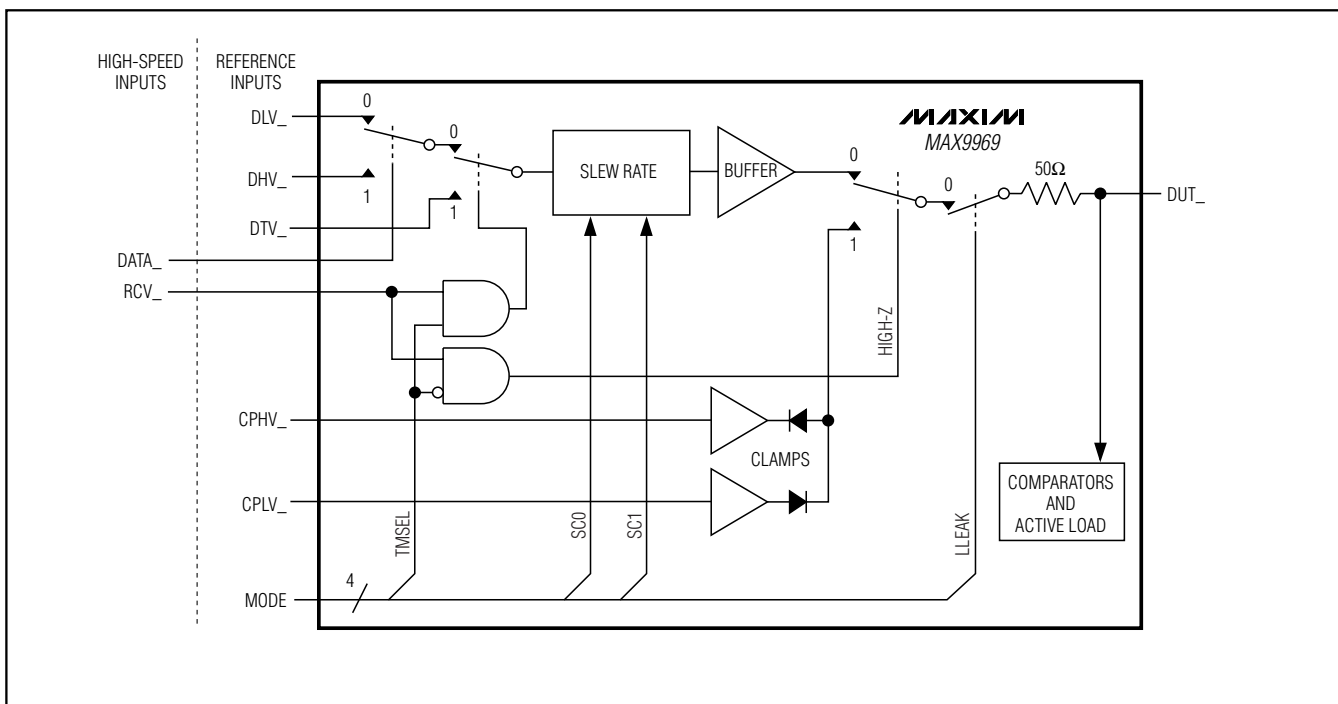 HIGH-SPEED
INPUTS
REFERENCE
INPUTS
DLV_
DHV_
DTV_
DATA_
RCV_
CPHV_
CPLV_
MODE
4
0
1
0
1
SLEW RATE
BUFFER
0
1
MAXIM
MAX9969
0
50Ω
DUT_
HIGH-Z
CLAMPS
TMSEL
SC0
SC1
LLEAK
COMPARATORS
AND
ACTIVE LOAD